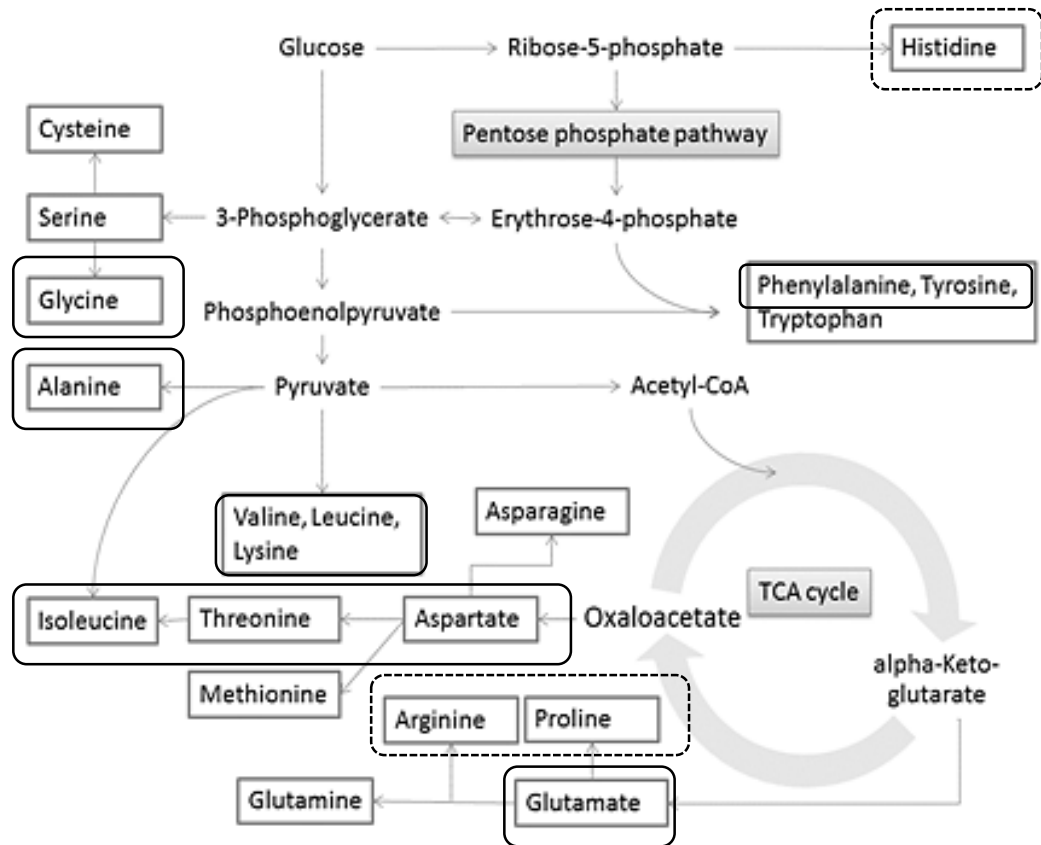 Glucose
Ribose-5-phosphate
Histidine
Cysteine
Pentose phosphate pathway
Serine
3-Phosphoglycerate
Erythrose-4-phosphate
Glycine
Phosphoenolpyruvate
Phenylalanine, Tyrosine,
Tryptophan
Alanine
Pyruvate
Acetyl-CoA
Valine, Leucine,
Lysine
Asparagine
TCA cycle
Isoleucine
Threonine
Aspartate
Oxaloacetate
alpha-Keto-
glutarate
Methionine
Arginine
Proline
Glutamine
Glutamate